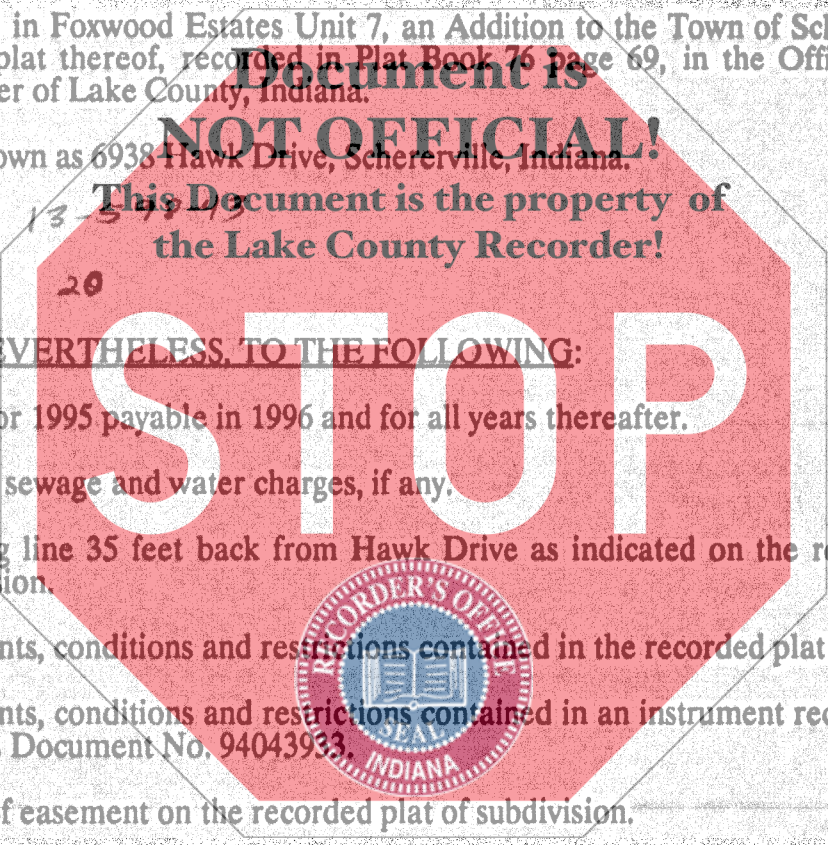 in Foxwood Estates Unit 7, an Addition to the Town of Sch
plat thereof, recorded in Plat Book 76 page 69, in the Offi
er of Lake County, Indiana.
Document is
NOT OFFICIAL!
own as 6938 Hawk Drive, Schererville, Indiana.
This Document is the property of
the Lake County Recorder!
20
STOP
EVERTHELESS, TO THE FOLLOWING:
or 1995 payable in 1996 and for all years thereafter.
sewage and water charges, if any.
g line 35 feet back from Hawk Drive as indicated on the re
sion.
RECORDER'S OFFICE
SEAL
INDIANA
nts, conditions and restrictions contained in the recorded plat
nts, conditions and restrictions contained in an instrument rec
Document No.
f easement on the recorded plat of subdivision.